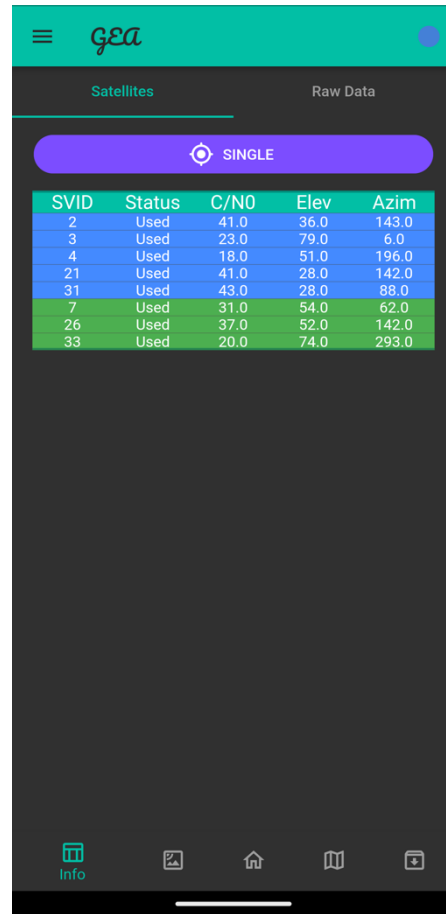 GEA
Satellites Raw Data
SINGLE
SVID Status C/N0 Elev Azim
2 Used 41.0 36.0 143.0
3 Used 23.0 79.0 6.0
4 Used 18.0 51.0 196.0
21 Used 41.0 28.0 142.0
31 Used 43.0 28.0 88.0
7 Used 31.0 54.0 62.0
26 Used 37.0 52.0 142.0
33 Used 20.0 74.0 293.0
Info